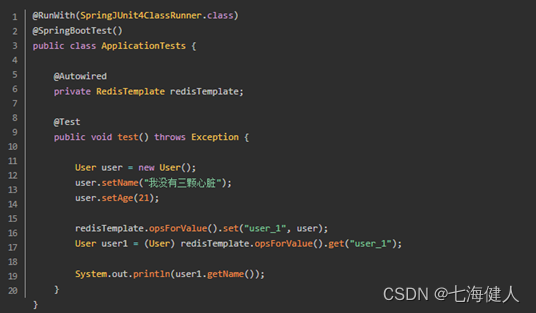 1 @RunWith(SpringJUnit4ClassRunner.class)
2 @SpringBootTest()
3 public class ApplicationTests {
4
5     @Autowired
6     private RedisTemplate redisTemplate;
7
8     @Test
9     public void test() throws Exception {
10
11         User user = new User();
12         user.setName("我没有三颗心脏");
13         user.setAge(21);
14
15         redisTemplate.opsForValue().set("user_1", user);
16         User user1 = (User) redisTemplate.opsForValue().get("user_1");
17
18         System.out.println(user1.getName());
19     }
20 }
CSDN @七海健人